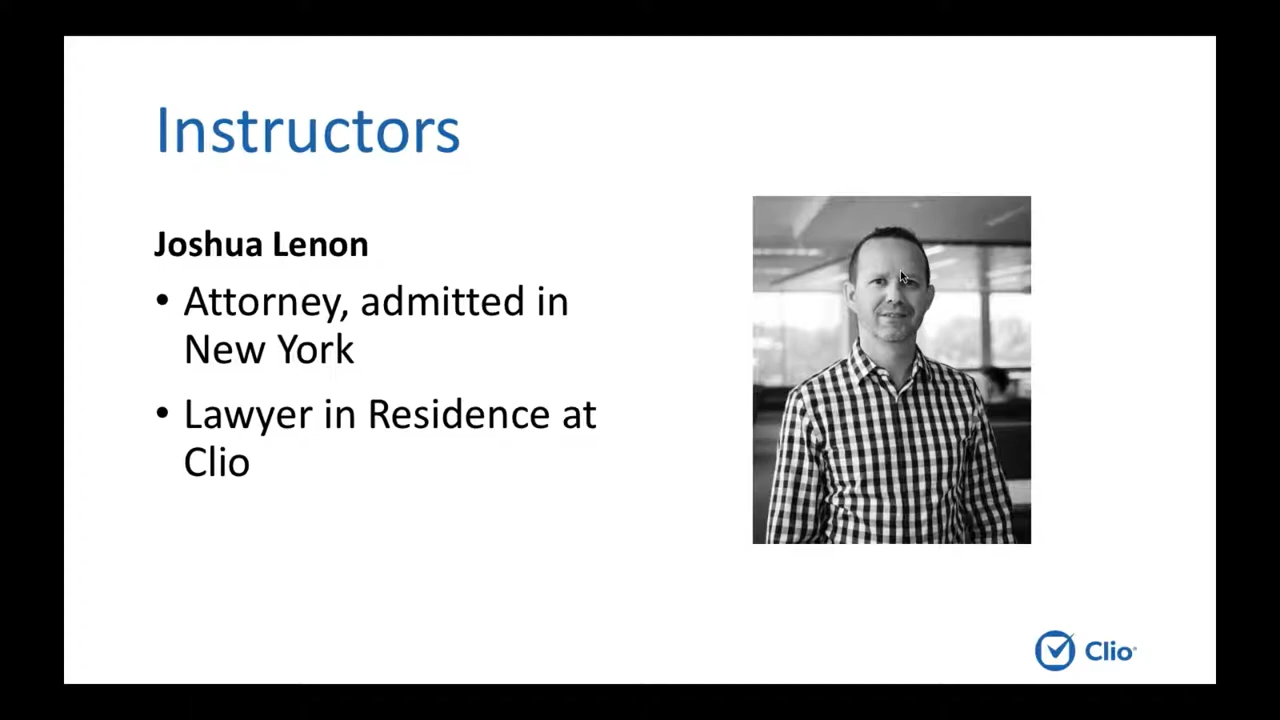 Instructors
Joshua Lenon
• Attorney, admitted in
New York
• Lawyer in Residence at
Clio
Clio